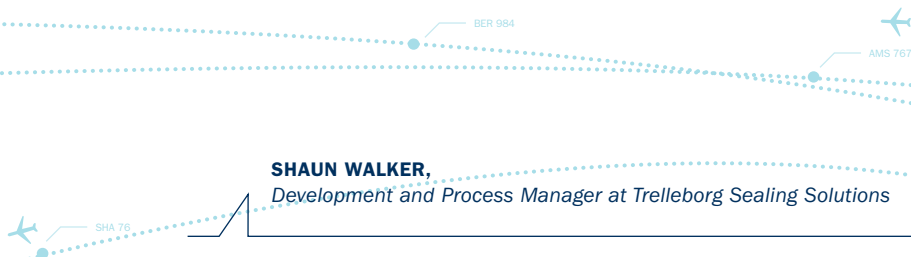 BER 984
AMS 767
SHAUN WALKER,
Development and Process Manager at Trelleborg Sealing Solutions
SHA 76